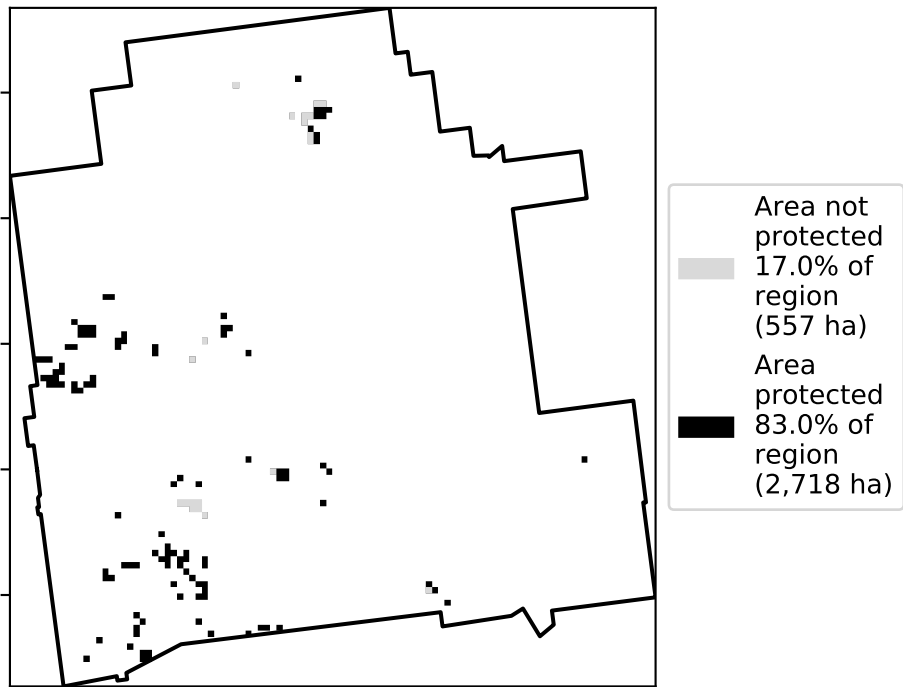 Area not
protected
17.0% of
region
(557 ha)
Area
protected
83.0% of
region
(2,718 ha)